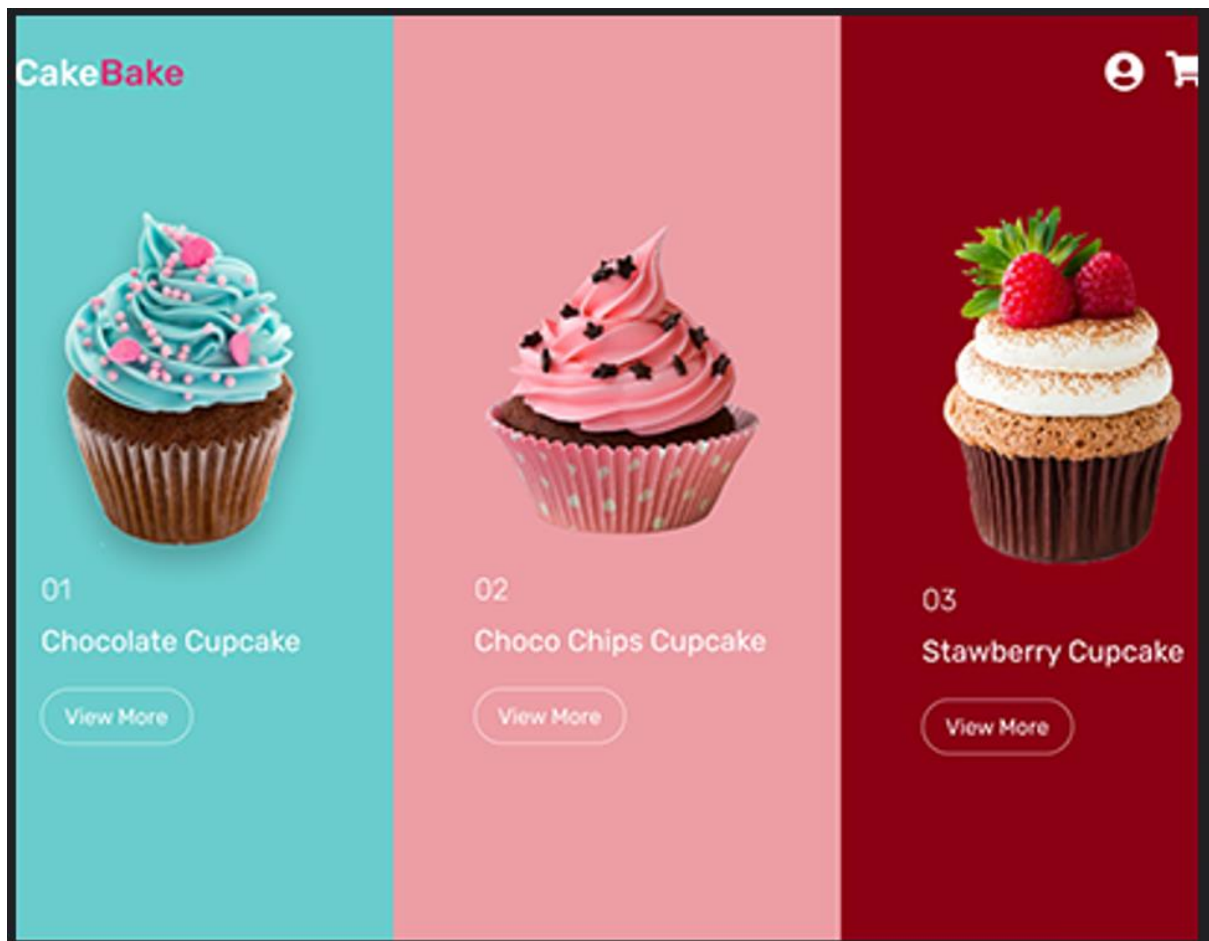 CakeBake
01
Chocolate Cupcake
View More
02
Choco Chips Cupcake
View More
03
Stawberry Cupcake
View More